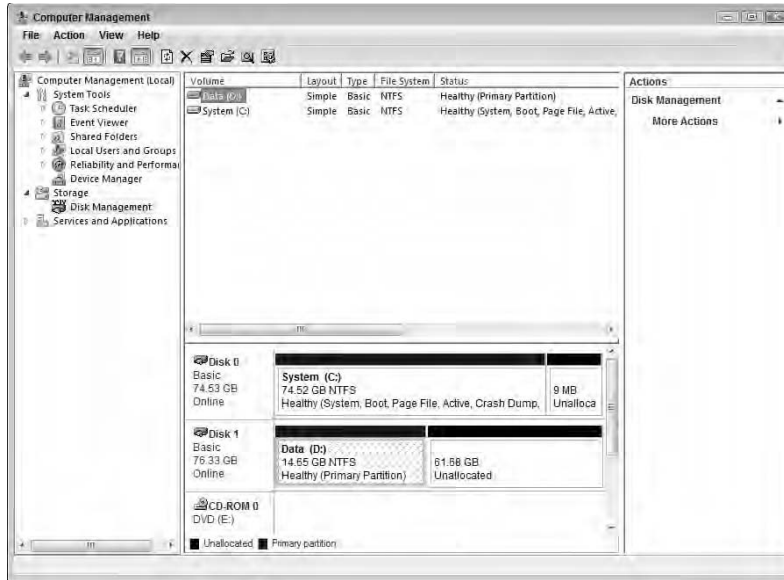 Computer Management
File Action View Help
Computer Management (Local)
System Tools
Task Scheduler
Event Viewer
Shared Folders
Local Users and Groups
Reliability and Performa
Device Manager
Storage
Disk Management
Services and Applications
Volume Layout Type File System Status
Data (D:) Simple Basic NTFS Healthy (Primary Partition)
System (C:) Simple Basic NTFS Healthy (System, Boot, Page File, Active,
Actions
Disk Management
More Actions
Disk 0
Basic
74.53 GB
Online
System (C:)
74.52 GB NTFS
Healthy (System, Boot, Page File, Active, Crash Dump,
9 MB
Unalloca
Disk 1
Basic
76.33 GB
Online
Data (D:)
14.65 GB NTFS
Healthy (Primary Partition)
61.68 GB
Unallocated
CD-ROM 0
DVD (E:)
Unallocated Primary partition